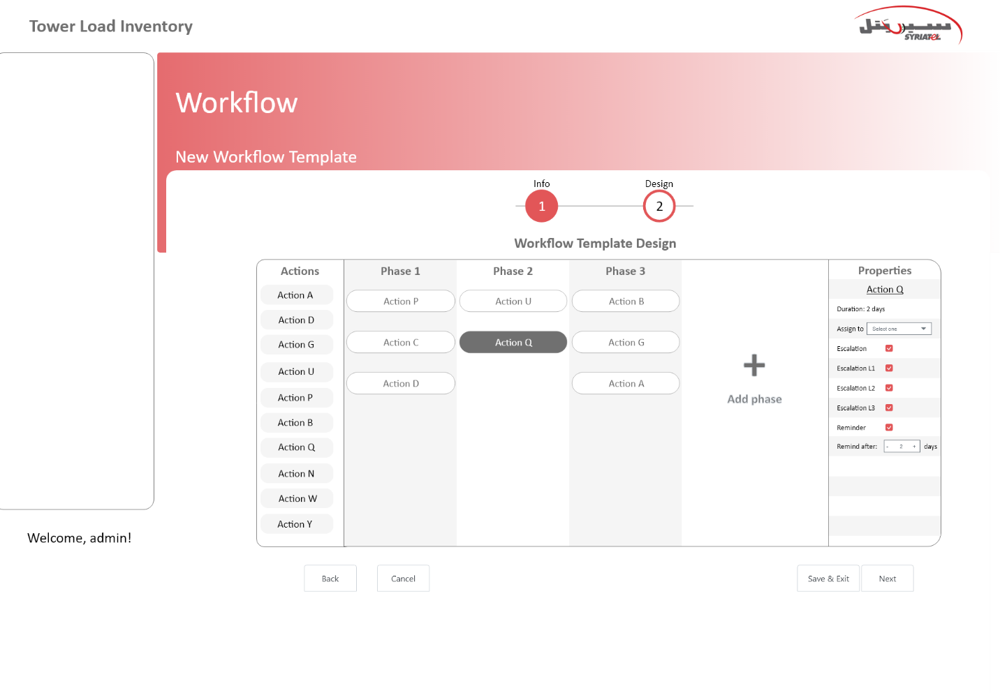 Tower Load Inventory
سيريتل
SYRIATEL
Workflow
New Workflow Template
Info
Design
1
2
Workflow Template Design
Actions
Action A
Action D
Action G
Action U
Action P
Action B
Action Q
Action N
Action W
Action Y
Phase 1
Action P
Action C
Action D
Phase 2
Action U
Action Q
Phase 3
Action B
Action G
Action A
+
Add phase
Properties
Action Q
Duration: 2 days
Assign to Select one
Escalation
Escalation L1
Escalation L2
Escalation L3
Reminder
Remind after: - 2 + days
Welcome, admin!
Back
Cancel
Save & Exit
Next